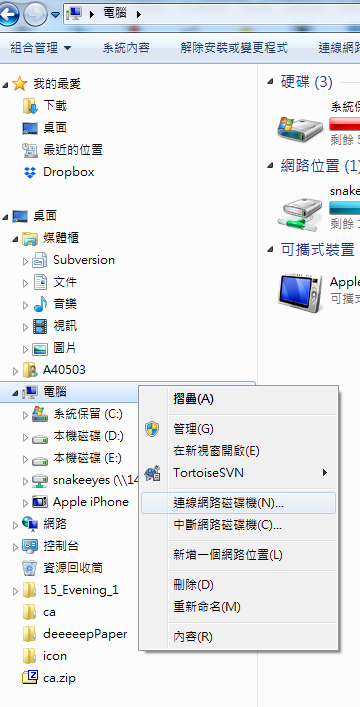 電腦
組合管理
系統內容
解除安裝或變更程式
連線網路
我的最愛
下載
桌面
最近的位置
Dropbox
桌面
媒體櫃
Subversion
文件
音樂
視訊
圖片
A40503
電腦
系統保留 (C:)
本機磁碟 (D:)
本機磁碟 (E:)
snakeeyes (\\14
Apple iPhone
網路
控制台
資源回收筒
15_Evening_1
ca
deeeeepPaper
icon
ca.zip
硬碟 (3)
系統保
剩餘
網路位置 (1)
snake
剩餘
可攜式裝置
Apple
可攜式
摺疊(A)
管理(G)
在新視窗開啟(E)
TortoiseSVN
連線網路磁碟機(N)...
中斷網路磁碟機(C)...
新增一個網路位置(L)
刪除(D)
重新命名(M)
內容(R)